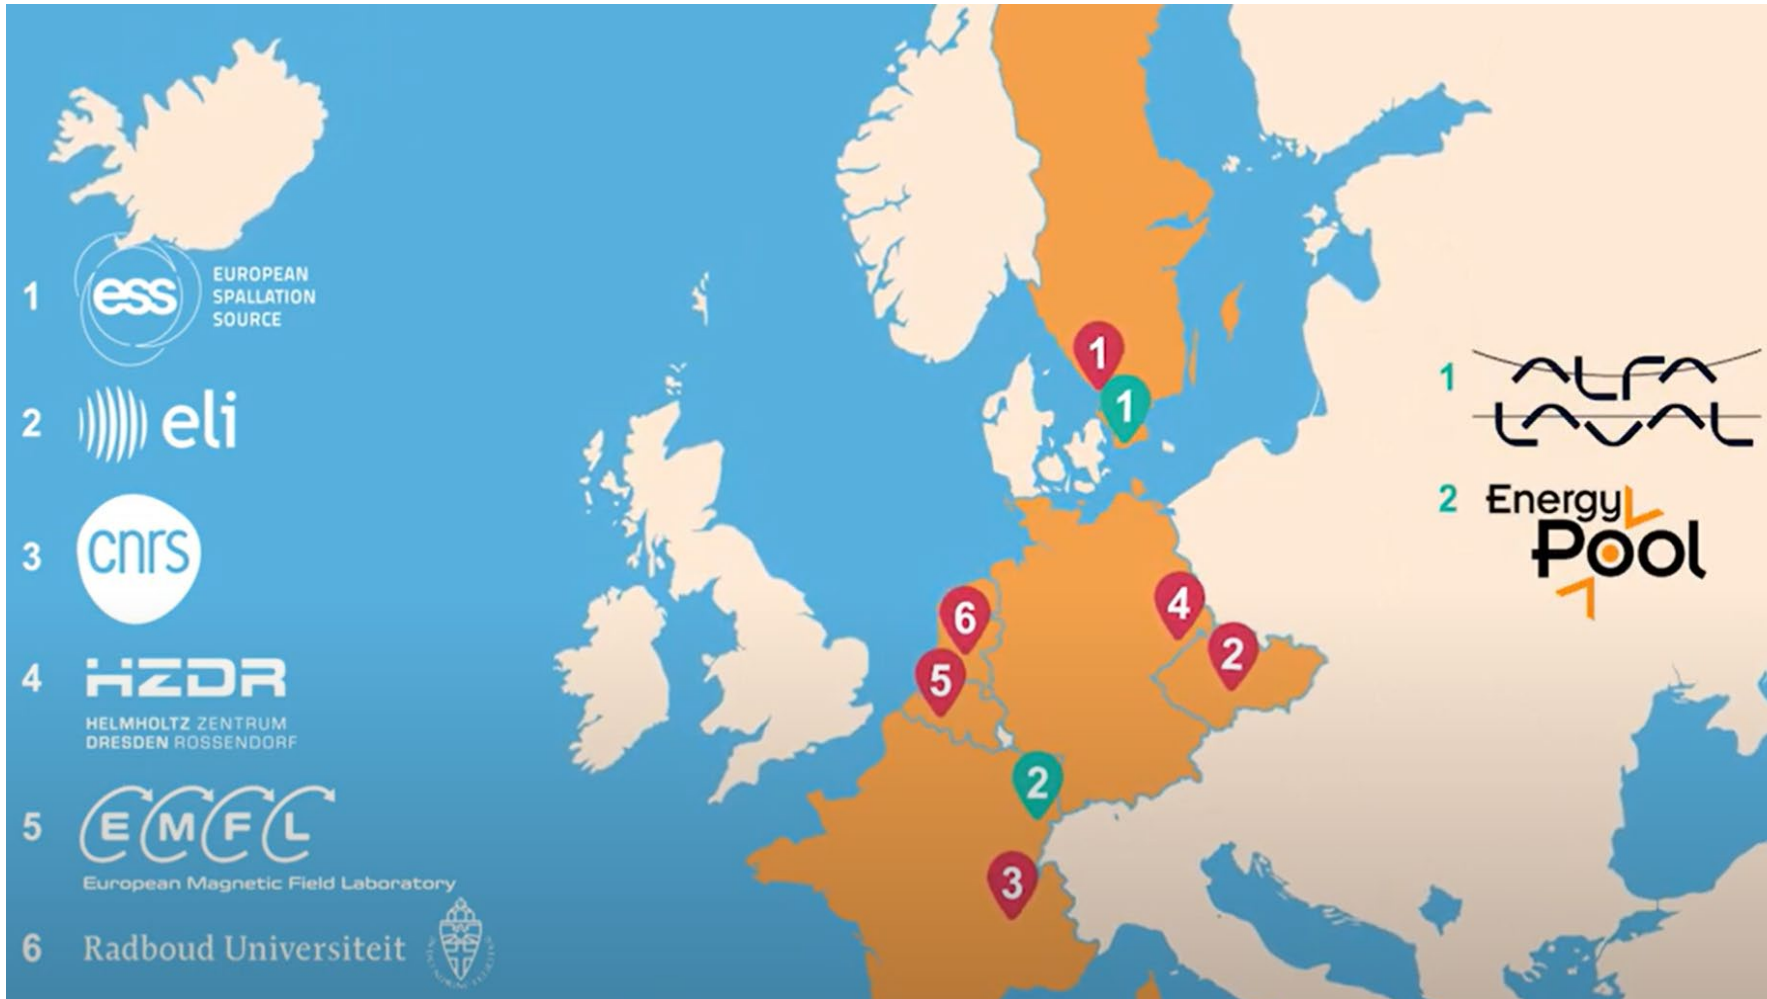 1
ess
EUROPEAN
SPALLATION
SOURCE
2
eli
3
cnrs
4
HZDR
HELMHOLTZ ZENTRUM
DRESDEN ROSSENDORF
5
EMFL
European Magnetic Field Laboratory
6
Radboud Universiteit
1
1
6
4
5
2
2
3
1
ALFA
LAVAL
2
Energy
Pool